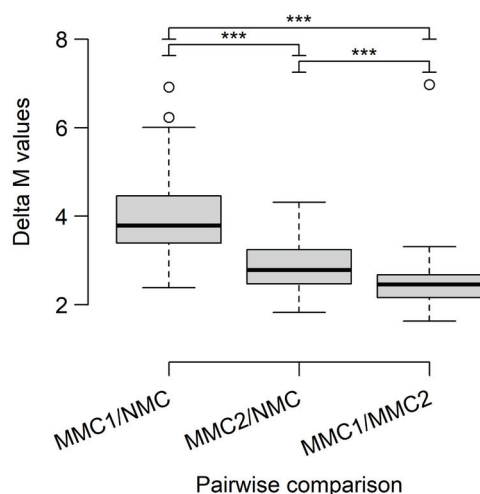 ***
8
***
***
6
4
2
Delta M values
MMC1/NMC
MMC2/NMC
MMC1/MMC2
Pairwise comparison